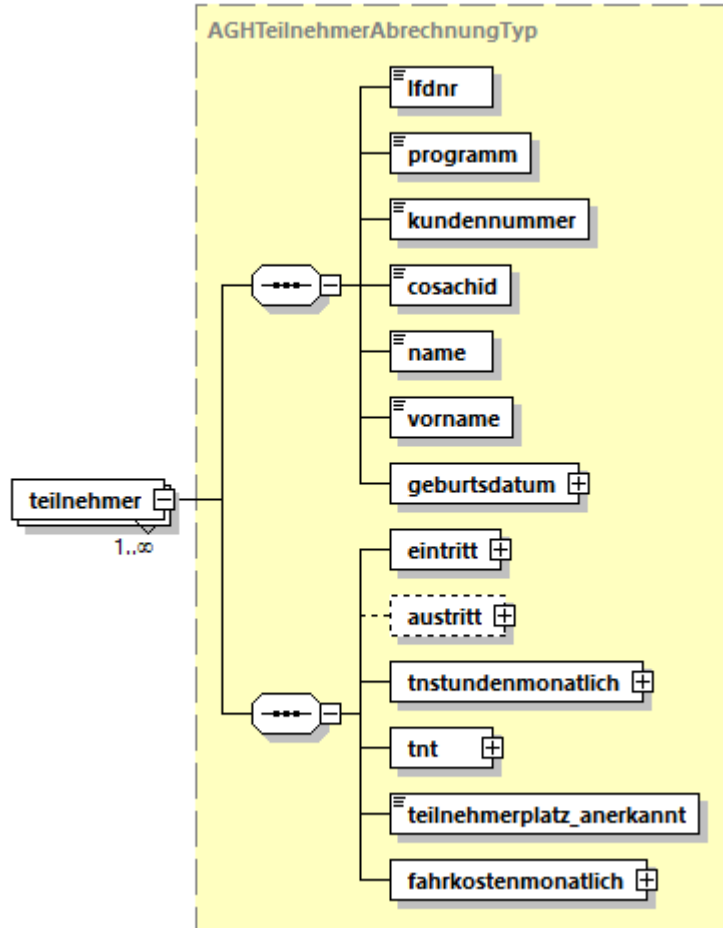 AGHTeilnehmerAbrechnungTyp
lfdnr
programm
kundennummer
cosachid
name
vorname
geburtsdatum
teilnehmer
1..∞
eintritt
austritt
tnstundenmonatlich
tnt
teilnehmerplatz_anerkannt
fahrkostenmonatlich